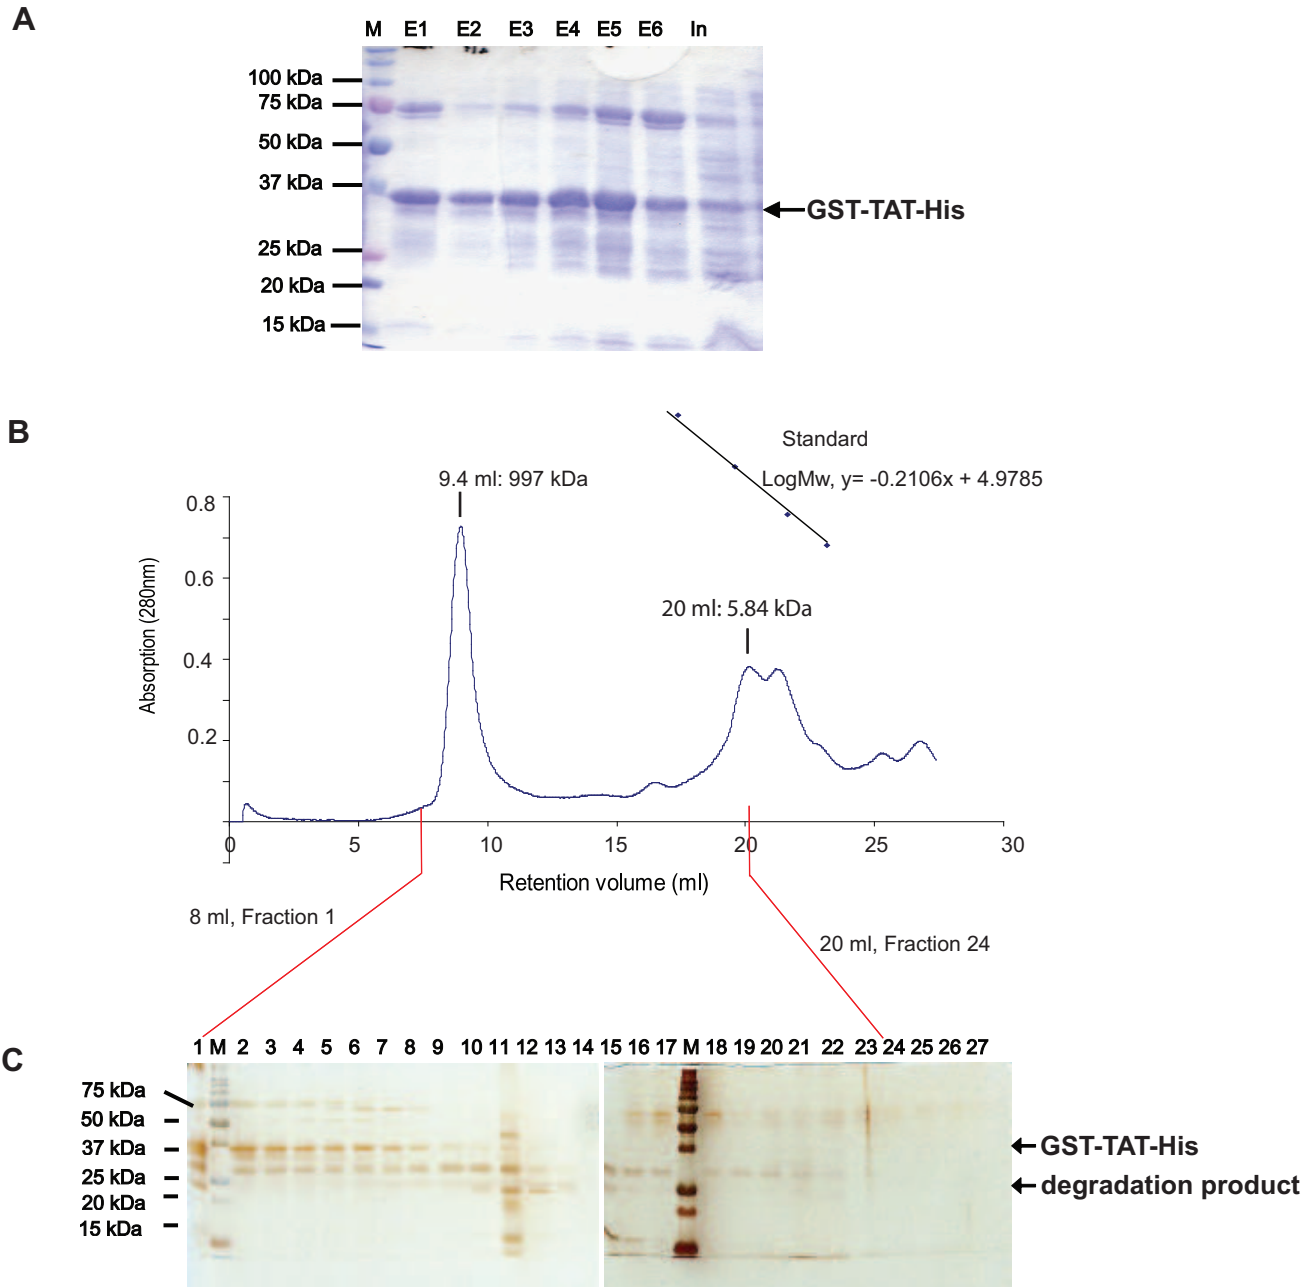 A
M E1 E2 E3 E4 E5 E6 In
100 kDa
75 kDa
50 kDa
37 kDa
GST-TAT-His
25 kDa
20 kDa
15 kDa
B
Standard
LogMw, y= -0.2106x + 4.9785
9.4 ml: 997 kDa
0.8
0.6
20 ml: 5.84 kDa
0.4
0.2
Absorption (280nm)
0 5 10 15 20 25 30
Retention volume (ml)
8 ml, Fraction 1
20 ml, Fraction 24
C
1 M 2 3 4 5 6 7 8 9 10 11 12 13 14 15 16 17 M 18 19 20 21 22 23 24 25 26 27
75 kDa
50 kDa
37 kDa
GST-TAT-His
25 kDa
degradation product
20 kDa
15 kDa